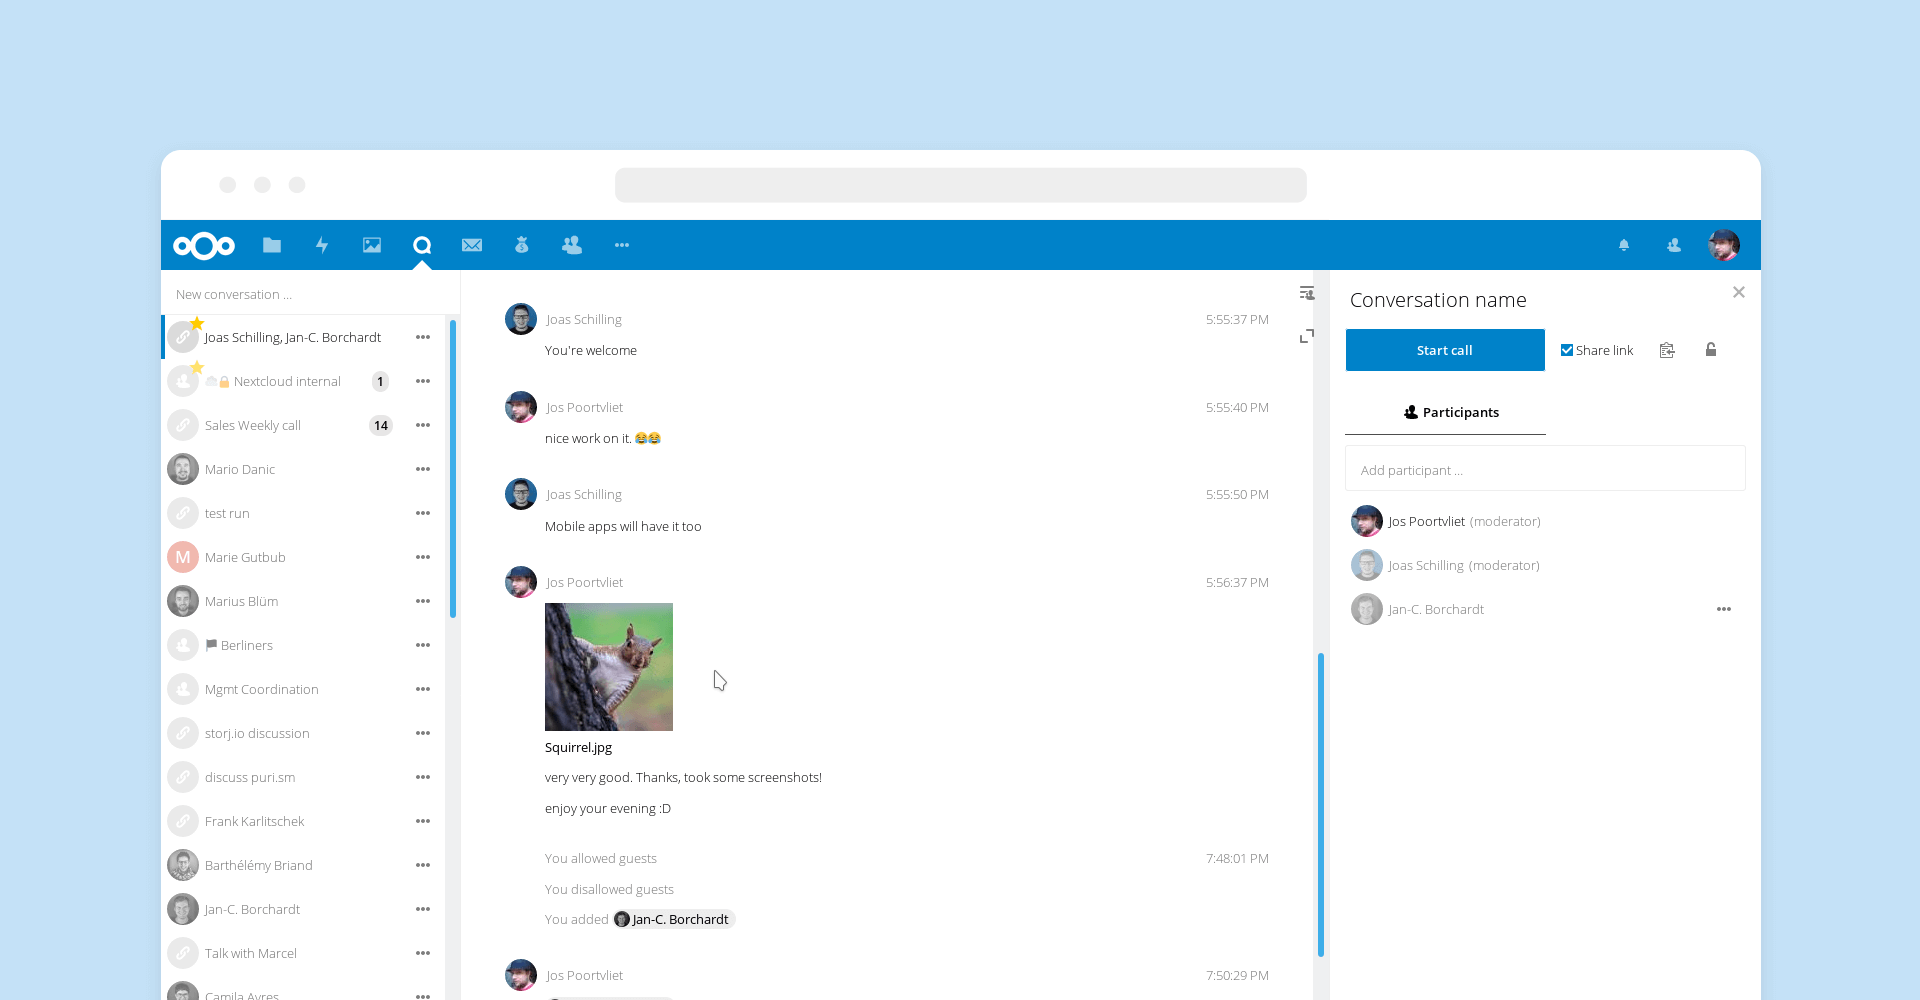 New conversation ...
Joas Schilling, Jan-C. Borchardt
Nextcloud internal 1
Sales Weekly call 14
Mario Danic
test run
M Marie Gutbub
Marius Blüm
Berliners
Mgmt Coordination
storj.io discussion
discuss puri.sm
Frank Karlitschek
Barthélémy Briand
Jan-C. Borchardt
Talk with Marcel
Camila Ayres
Joas Schilling 5:55:37 PM
You're welcome
Jos Poortvliet 5:55:40 PM
nice work on it. 😂😂
Joas Schilling 5:55:50 PM
Mobile apps will have it too
Jos Poortvliet 5:56:37 PM
Squirrel.jpg
very very good. Thanks, took some screenshots!
enjoy your evening :D
You allowed guests 7:48:01 PM
You disallowed guests
You added Jan-C. Borchardt
Jos Poortvliet 7:50:29 PM
Conversation name
Start call Share link
Participants
Add participant ...
Jos Poortvliet (moderator)
Joas Schilling (moderator)
Jan-C. Borchardt